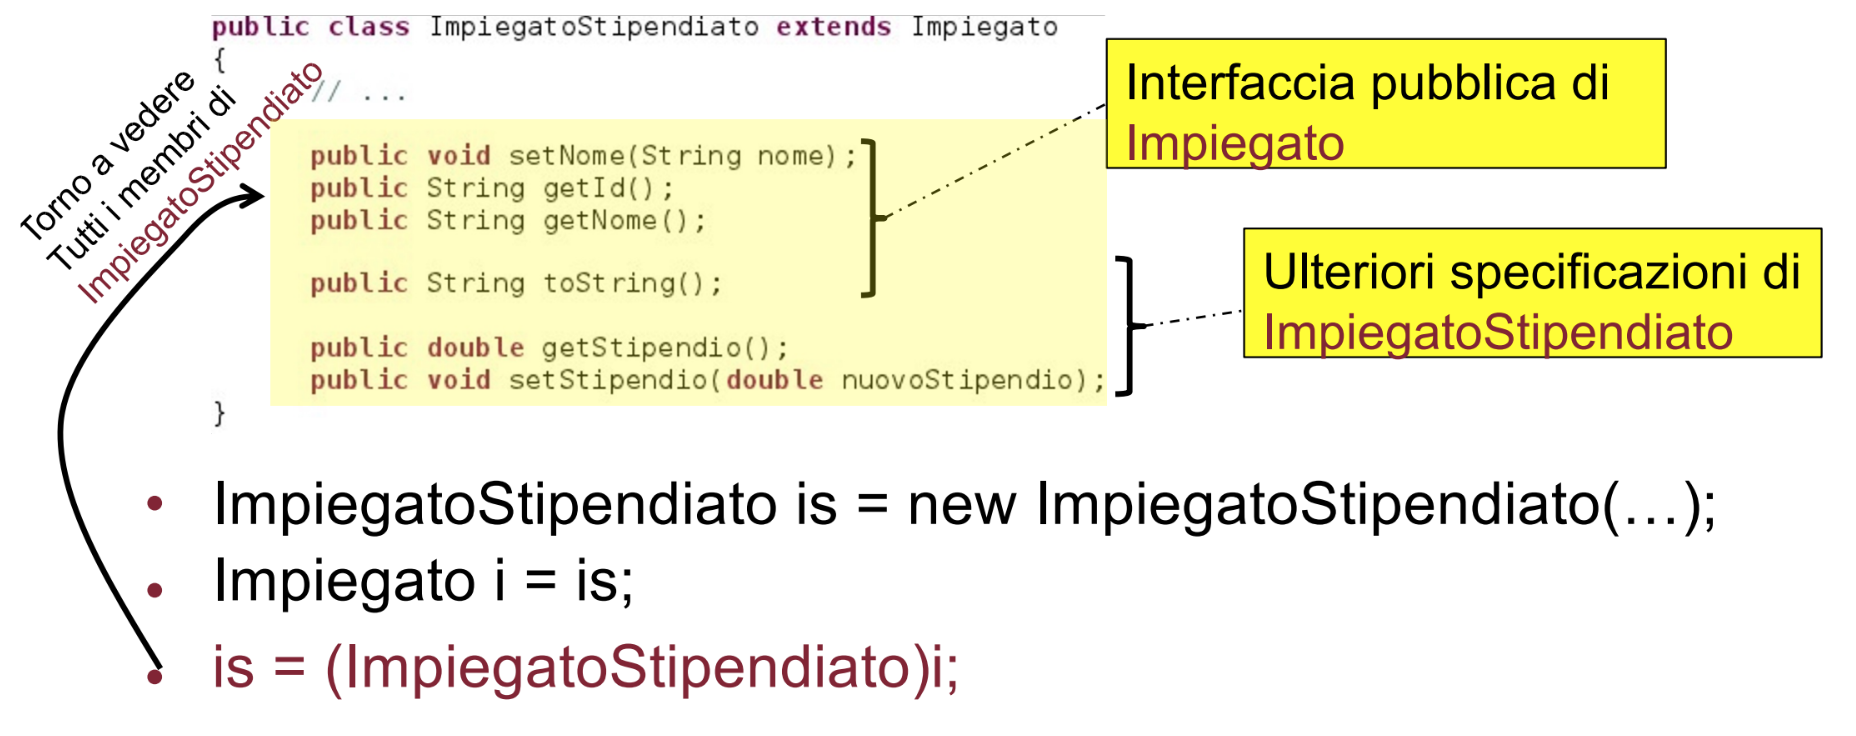 public class ImpiegatoStipendiato extends Impiegato
{
// ...
public void setNome(String nome);
public String getId();
public String getNome();
public String toString();
public double getStipendio();
public void setStipendio(double nuovoStipendio);
}
Torno a vedere
Tutti i membri di
ImpiegatoStipendiato
Interfaccia pubblica di
Impiegato
Ulteriori specificazioni di
ImpiegatoStipendiato
• ImpiegatoStipendiato is = new ImpiegatoStipendiato(…);
• Impiegato i = is;
• is = (ImpiegatoStipendiato)i;